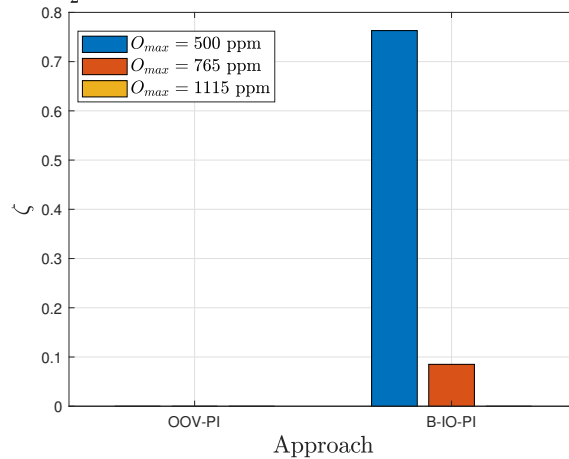 2
0.8
0.7
0.6
0.5
0.4
0.3
0.2
0.1
0
ζ
O_max = 500 ppm
O_max = 765 ppm
O_max = 1115 ppm
OOV-PI
B-IO-PI
Approach